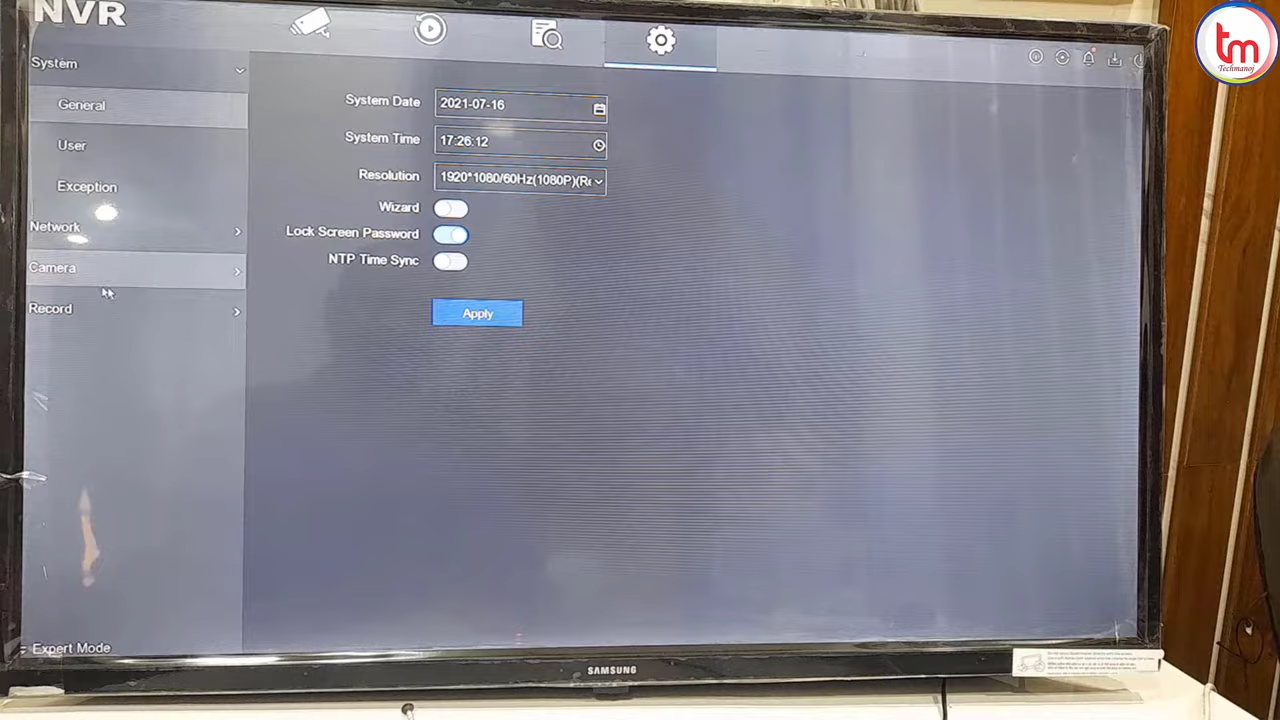 NVR
System
General
User
Exception
Network
Camera
Record
Expert Mode
System Date
2021-07-16
System Time
17:26:12
Resolution
1920*1080/60Hz(1080P)(Re
Wizard
Lock Screen Password
NTP Time Sync
Apply
SAMSUNG
tm
Techmanoj